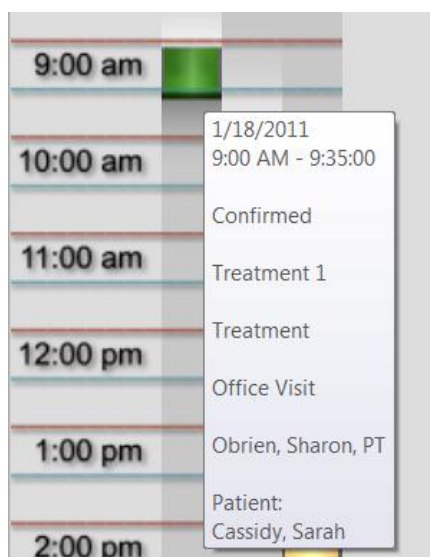 9:00 am
10:00 am
11:00 am
12:00 pm
1:00 pm
2:00 pm
1/18/2011
9:00 AM - 9:35:00
Confirmed
Treatment 1
Treatment
Office Visit
Obrien, Sharon, PT
Patient:
Cassidy, Sarah